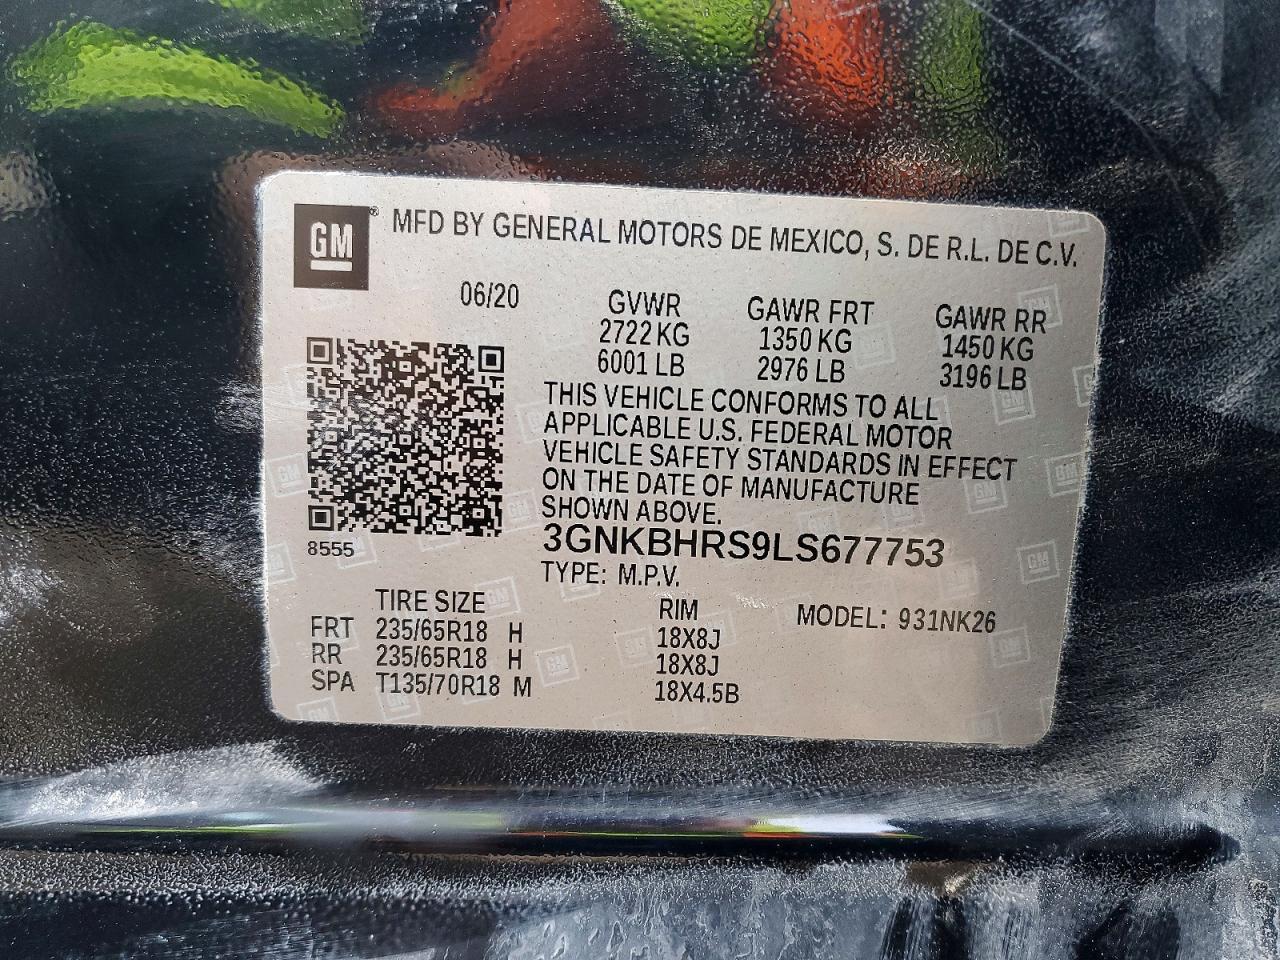 GM® MFD BY GENERAL MOTORS DE MEXICO, S. DE R.L. DE C.V.
06/20 GVWR GAWR FRT GAWR RR
2722 KG 1350 KG 1450 KG
6001 LB 2976 LB 3196 LB
THIS VEHICLE CONFORMS TO ALL
APPLICABLE U.S. FEDERAL MOTOR
VEHICLE SAFETY STANDARDS IN EFFECT
ON THE DATE OF MANUFACTURE
SHOWN ABOVE.
8555 3GNKBHRS9LS677753
TYPE: M.P.V.
TIRE SIZE RIM MODEL: 931NK26
FRT 235/65R18 H 18X8J
RR 235/65R18 H 18X8J
SPA T135/70R18 M 18X4.5B